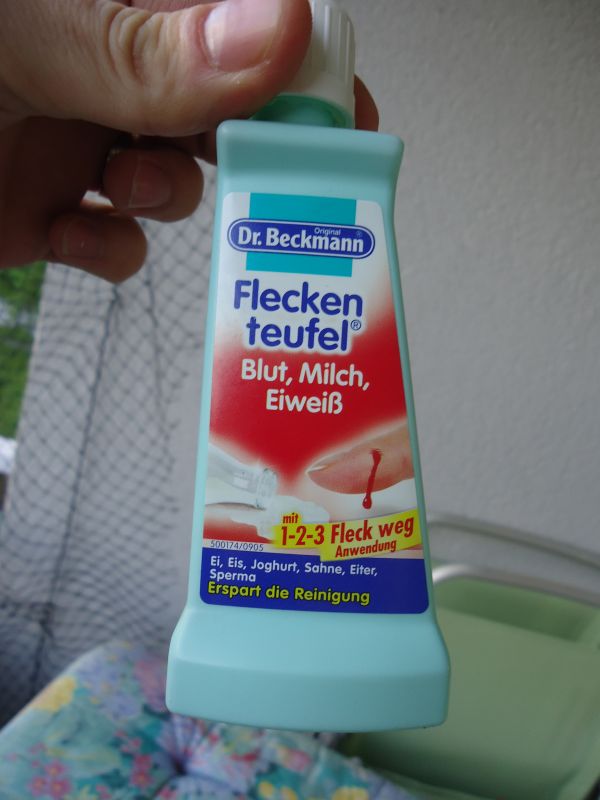 Original
Dr. Beckmann®
Flecken
teufel®
Blut, Milch,
Eiweiß
mit
1-2-3 Fleck weg
Anwendung
500174/0905
Ei, Eis, Joghurt, Sahne, Eiter,
Sperma
Erspart die Reinigung